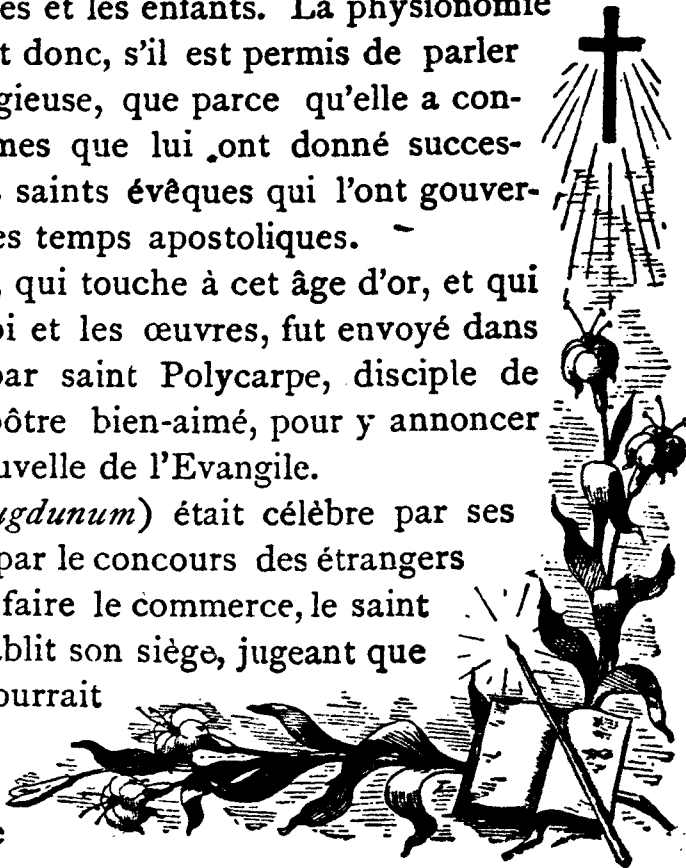 es et les enfants. La physionomie
t donc, s'il est permis de parler
gieuse, que parce qu'elle a con-
mes que lui ont donné succes-
saints évêques qui l'ont gouver-
es temps apostoliques.
qui touche à cet âge d'or, et qui
oi et les œuvres, fut envoyé dans
par saint Polycarpe, disciple de
ôtre bien-aimé, pour y annoncer
uvelle de l'Evangile.
ugdunum) était célèbre par ses
par le concours des étrangers
faire le commerce, le saint
ablit son siège, jugeant que
ourrait
e